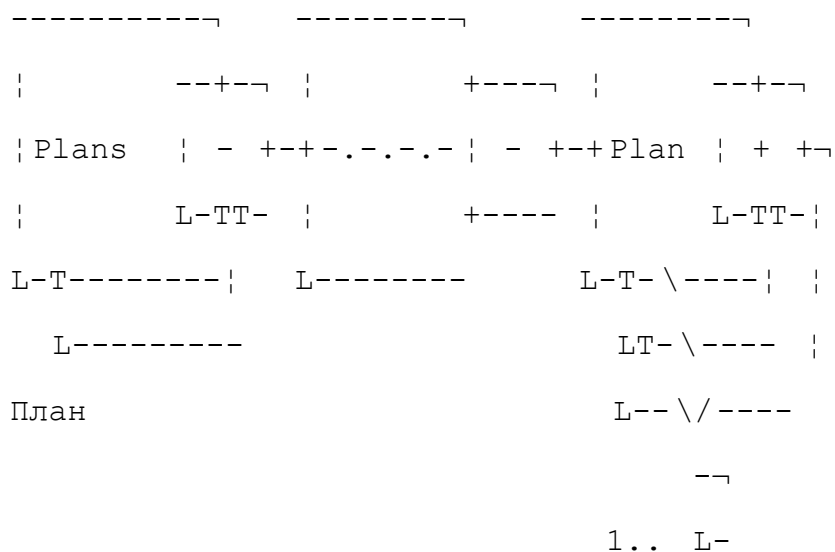 -----------¬ --------¬ --------¬
¦ --+-¬ ¦ +---¬ ¦ --+-¬
¦Plans ¦ - +-+-.-.-.-¦ - +-+Plan ¦ + +¬
¦ L-TT- ¦ +---- ¦ L-TT-¦
L-T--------¦ L-------- L-T-\----¦ ¦
L--------- LT-\---- ¦
План L--\/----
-¬
1.. L-